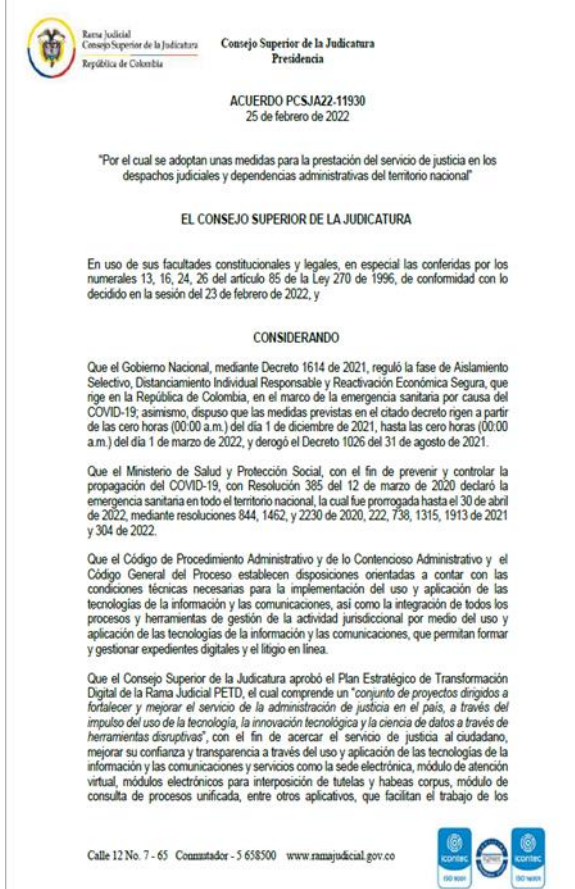 Rama Judicial
Consejo Superior de la Judicatura
República de Colombia
Consejo Superior de la Judicatura
Presidencia
ACUERDO PCSJA22-11930
25 de febrero de 2022
"Por el cual se adoptan unas medidas para la prestación del servicio de justicia en los
despachos judiciales y dependencias administrativas del territorio nacional"
EL CONSEJO SUPERIOR DE LA JUDICATURA
En uso de sus facultades constitucionales y legales, en especial las conferidas por los
numerales 13, 16, 24, 26 del artículo 85 de la Ley 270 de 1996, de conformidad con lo
decidido en la sesión del 23 de febrero de 2022, y
CONSIDERANDO
Que el Gobierno Nacional, mediante Decreto 1614 de 2021, reguló la fase de Aislamiento
Selectivo, Distanciamiento Individual Responsable y Reactivación Económica Segura, que
rige en la República de Colombia, en el marco de la emergencia sanitaria por causa del
COVID-19; asimismo, dispuso que las medidas previstas en el citado decreto rigen a partir
de las cero horas (00:00 a.m.) del día 1 de diciembre de 2021, hasta las cero horas (00:00
a.m.) del día 1 de marzo de 2022, y derogó el Decreto 1026 del 31 de agosto de 2021.
Que el Ministerio de Salud y Protección Social, con el fin de prevenir y controlar la
propagación del COVID-19, con Resolución 385 del 12 de marzo de 2020 declaró la
emergencia sanitaria en todo el territorio nacional, la cual fue prorrogada hasta el 30 de abril
de 2022, mediante resoluciones 844, 1462, y 2230 de 2020, 222, 738, 1315, 1913 de 2021
y 304 de 2022.
Que el Código de Procedimiento Administrativo y de lo Contencioso Administrativo y el
Código General del Proceso establecen disposiciones orientadas a contar con las
condiciones técnicas necesarias para la implementación del uso y aplicación de las
tecnologías de la información y las comunicaciones, así como la integración de todos los
procesos y herramientas de gestión de la actividad jurisdiccional por medio del uso y
aplicación de las tecnologías de la información y las comunicaciones, que permitan formar
y gestionar expedientes digitales y el litigio en línea.
Que el Consejo Superior de la Judicatura aprobó el Plan Estratégico de Transformación
Digital de la Rama Judicial PETD, el cual comprende un "conjunto de proyectos dirigidos a
fortalecer y mejorar el servicio de la administración de justicia en el país, a través del
impulso del uso de la tecnología, la innovación tecnológica y la ciencia de datos a través de
herramientas disruptivas", con el fin de acercar el servicio de justicia al ciudadano,
mejorar su confianza y transparencia a través del uso y aplicación de las tecnologías de la
información y las comunicaciones y servicios como la sede electrónica, módulo de atención
virtual, módulos electrónicos para interposición de tutelas y habeas corpus, módulo de
consulta de procesos unificada, entre otros aplicativos, que facilitan el trabajo de los
Calle 12 No. 7 - 65 Conmutador - 5 658500 www.ramajudicial.gov.co
icontec
ISO 9001
IQNET
icontec